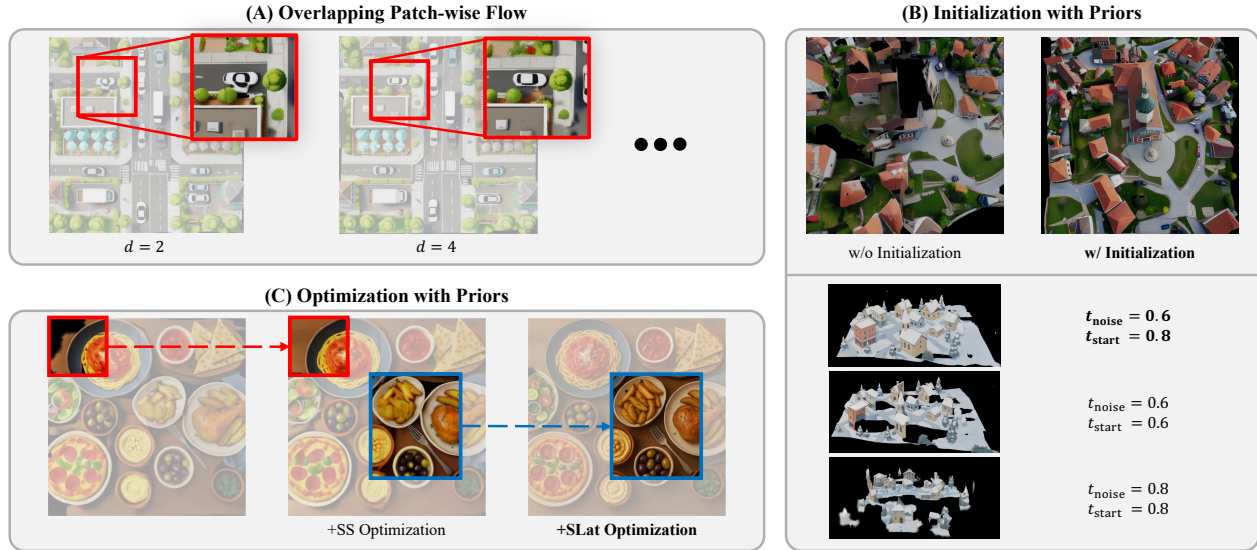 (A) Overlapping Patch-wise Flow
d = 2
d = 4
(B) Initialization with Priors
w/o Initialization
w/ Initialization
t_noise = 0.6
t_start = 0.8
t_noise = 0.6
t_start = 0.6
t_noise = 0.8
t_start = 0.8
(C) Optimization with Priors
+SS Optimization
+SLat Optimization